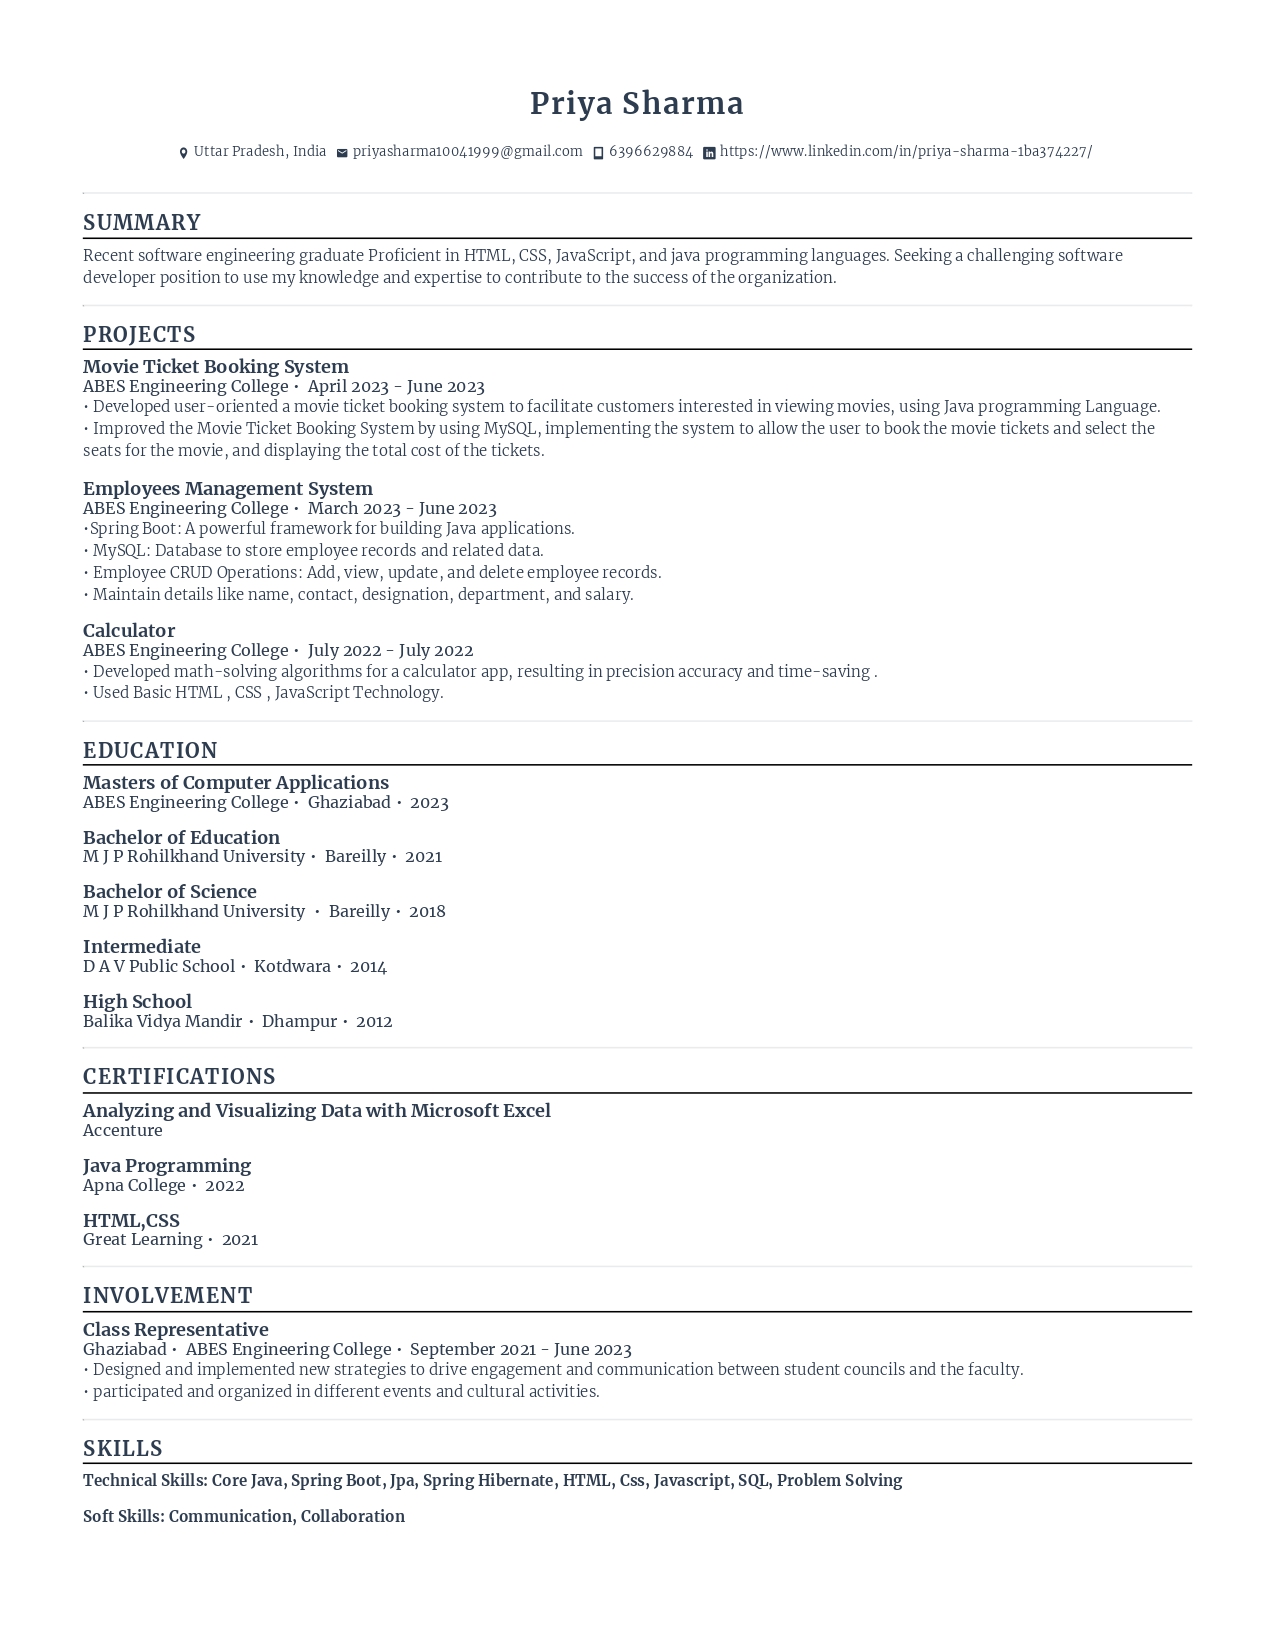 Priya Sharma
Uttar Pradesh, India priyasharma10041999@gmail.com 6396629884 https://www.linkedin.com/in/priya-sharma-1ba374227/
SUMMARY
Recent software engineering graduate Proficient in HTML, CSS, JavaScript, and java programming languages. Seeking a challenging software
developer position to use my knowledge and expertise to contribute to the success of the organization.
PROJECTS
Movie Ticket Booking System
ABES Engineering College • April 2023 - June 2023
• Developed user-oriented a movie ticket booking system to facilitate customers interested in viewing movies, using Java programming Language.
• Improved the Movie Ticket Booking System by using MySQL, implementing the system to allow the user to book the movie tickets and select the
seats for the movie, and displaying the total cost of the tickets.
Employees Management System
ABES Engineering College • March 2023 - June 2023
•Spring Boot: A powerful framework for building Java applications.
• MySQL: Database to store employee records and related data.
• Employee CRUD Operations: Add, view, update, and delete employee records.
• Maintain details like name, contact, designation, department, and salary.
Calculator
ABES Engineering College • July 2022 - July 2022
• Developed math-solving algorithms for a calculator app, resulting in precision accuracy and time-saving .
• Used Basic HTML , CSS , JavaScript Technology.
EDUCATION
Masters of Computer Applications
ABES Engineering College • Ghaziabad • 2023
Bachelor of Education
M J P Rohilkhand University • Bareilly • 2021
Bachelor of Science
M J P Rohilkhand University • Bareilly • 2018
Intermediate
D A V Public School • Kotdwara • 2014
High School
Balika Vidya Mandir • Dhampur • 2012
CERTIFICATIONS
Analyzing and Visualizing Data with Microsoft Excel
Accenture
Java Programming
Apna College • 2022
HTML,CSS
Great Learning • 2021
INVOLVEMENT
Class Representative
Ghaziabad • ABES Engineering College • September 2021 - June 2023
• Designed and implemented new strategies to drive engagement and communication between student councils and the faculty.
• participated and organized in different events and cultural activities.
SKILLS
Technical Skills: Core Java, Spring Boot, Jpa, Spring Hibernate, HTML, Css, Javascript, SQL, Problem Solving
Soft Skills: Communication, Collaboration